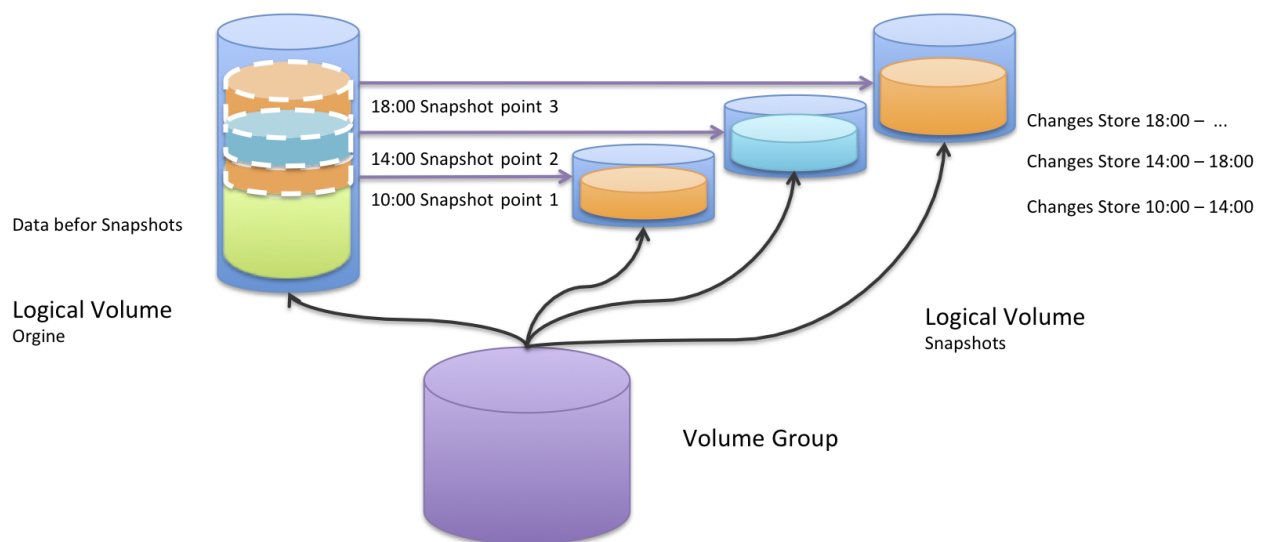 18:00 Snapshot point 3
14:00 Snapshot point 2
10:00 Snapshot point 1
Changes Store 18:00 – ...
Changes Store 14:00 – 18:00
Changes Store 10:00 – 14:00
Data befor Snapshots
Logical Volume
Orgine
Logical Volume
Snapshots
Volume Group